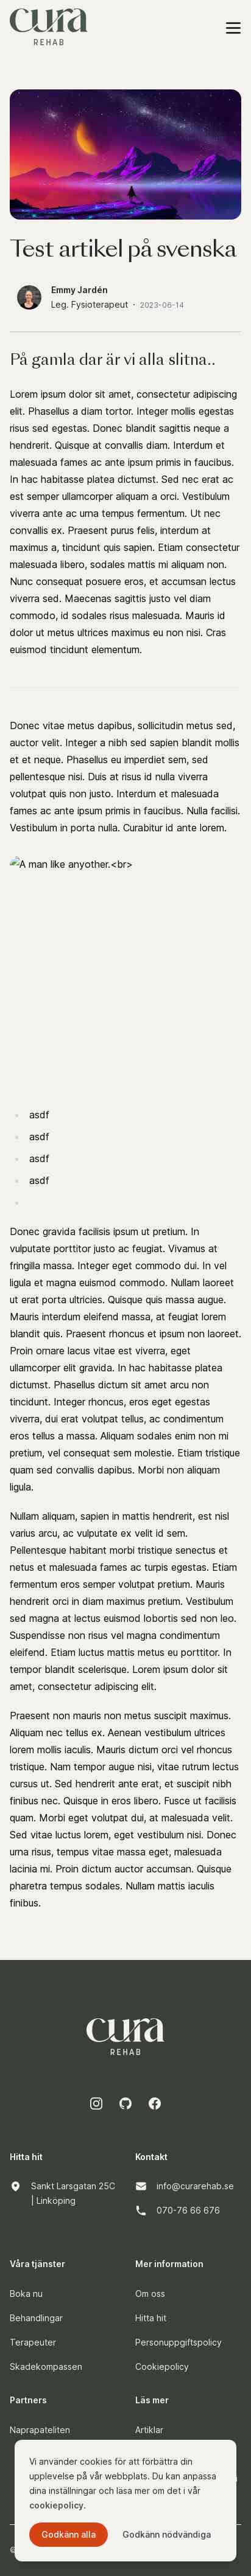 cura
REHAB
Test artikel på svenska
Emmy Jardén
Leg. Fysioterapeut · 2023-06-14
På gamla dar är vi alla slitna..
Lorem ipsum dolor sit amet, consectetur adipiscing
elit. Phasellus a diam tortor. Integer mollis egestas
risus sed egestas. Donec blandit sagittis neque a
hendrerit. Quisque at convallis diam. Interdum et
malesuada fames ac ante ipsum primis in faucibus.
In hac habitasse platea dictumst. Sed nec erat ac
est semper ullamcorper aliquam a orci. Vestibulum
viverra ante ac urna tempus fermentum. Ut nec
convallis ex. Praesent purus felis, interdum at
maximus a, tincidunt quis sapien. Etiam consectetur
malesuada libero, sodales mattis mi aliquam non.
Nunc consequat posuere eros, et accumsan lectus
viverra sed. Maecenas sagittis justo vel diam
commodo, id sodales risus malesuada. Mauris id
dolor ut metus ultrices maximus eu non nisi. Cras
euismod tincidunt elementum.
Donec vitae metus dapibus, sollicitudin metus sed,
auctor velit. Integer a nibh sed sapien blandit mollis
et et neque. Phasellus eu imperdiet sem, sed
pellentesque nisi. Duis at risus id nulla viverra
volutpat quis non justo. Interdum et malesuada
fames ac ante ipsum primis in faucibus. Nulla facilisi.
Vestibulum in porta nulla. Curabitur id ante lorem.
A man like anyother.<br>
asdf
asdf
asdf
asdf
Donec gravida facilisis ipsum ut pretium. In
vulputate porttitor justo ac feugiat. Vivamus at
fringilla massa. Integer eget commodo dui. In vel
ligula et magna euismod commodo. Nullam laoreet
ut erat porta ultricies. Quisque quis massa augue.
Mauris interdum eleifend massa, at feugiat lorem
blandit quis. Praesent rhoncus et ipsum non laoreet.
Proin ornare lacus vitae est viverra, eget
ullamcorper elit gravida. In hac habitasse platea
dictumst. Phasellus dictum sit amet arcu non
tincidunt. Integer rhoncus, eros eget egestas
viverra, dui erat volutpat tellus, ac condimentum
eros tellus a massa. Aliquam sodales enim non mi
pretium, vel consequat sem molestie. Etiam tristique
quam sed convallis dapibus. Morbi non aliquam
ligula.
Nullam aliquam, sapien in mattis hendrerit, est nisl
varius arcu, ac vulputate ex velit id sem.
Pellentesque habitant morbi tristique senectus et
netus et malesuada fames ac turpis egestas. Etiam
fermentum eros semper volutpat pretium. Mauris
hendrerit orci in diam maximus pretium. Vestibulum
sed magna at lectus euismod lobortis sed non leo.
Suspendisse non risus vel magna condimentum
eleifend. Etiam luctus mattis metus eu porttitor. In
tempor blandit scelerisque. Lorem ipsum dolor sit
amet, consectetur adipiscing elit.
Praesent non mauris non metus suscipit maximus.
Aliquam nec tellus ex. Aenean vestibulum ultrices
lorem mollis iaculis. Mauris dictum orci vel rhoncus
tristique. Nam tempor augue nisi, vitae rutrum lectus
cursus ut. Sed hendrerit ante erat, et suscipit nibh
finibus nec. Quisque in eros libero. Fusce ut facilisis
quam. Morbi eget volutpat dui, at malesuada velit.
Sed vitae luctus lorem, eget vestibulum nisi. Donec
urna risus, tempus vitae massa eget, malesuada
lacinia mi. Proin dictum auctor accumsan. Quisque
pharetra tempus sodales. Nullam mattis iaculis
finibus.
cura
REHAB
Hitta hit
Sankt Larsgatan 25C
| Linköping
Kontakt
info@curarehab.se
070-76 66 676
Våra tjänster
Boka nu
Behandlingar
Terapeuter
Skadekompassen
Mer information
Om oss
Hitta hit
Personuppgiftspolicy
Cookiepolicy
Partners
Naprapateliten
Läs mer
Artiklar
Vi använder cookies för att förbättra din
upplevelse på vår webbplats. Du kan anpassa
dina inställningar och läsa mer om det i vår
cookiepolicy.
Godkänn alla
Godkänn nödvändiga